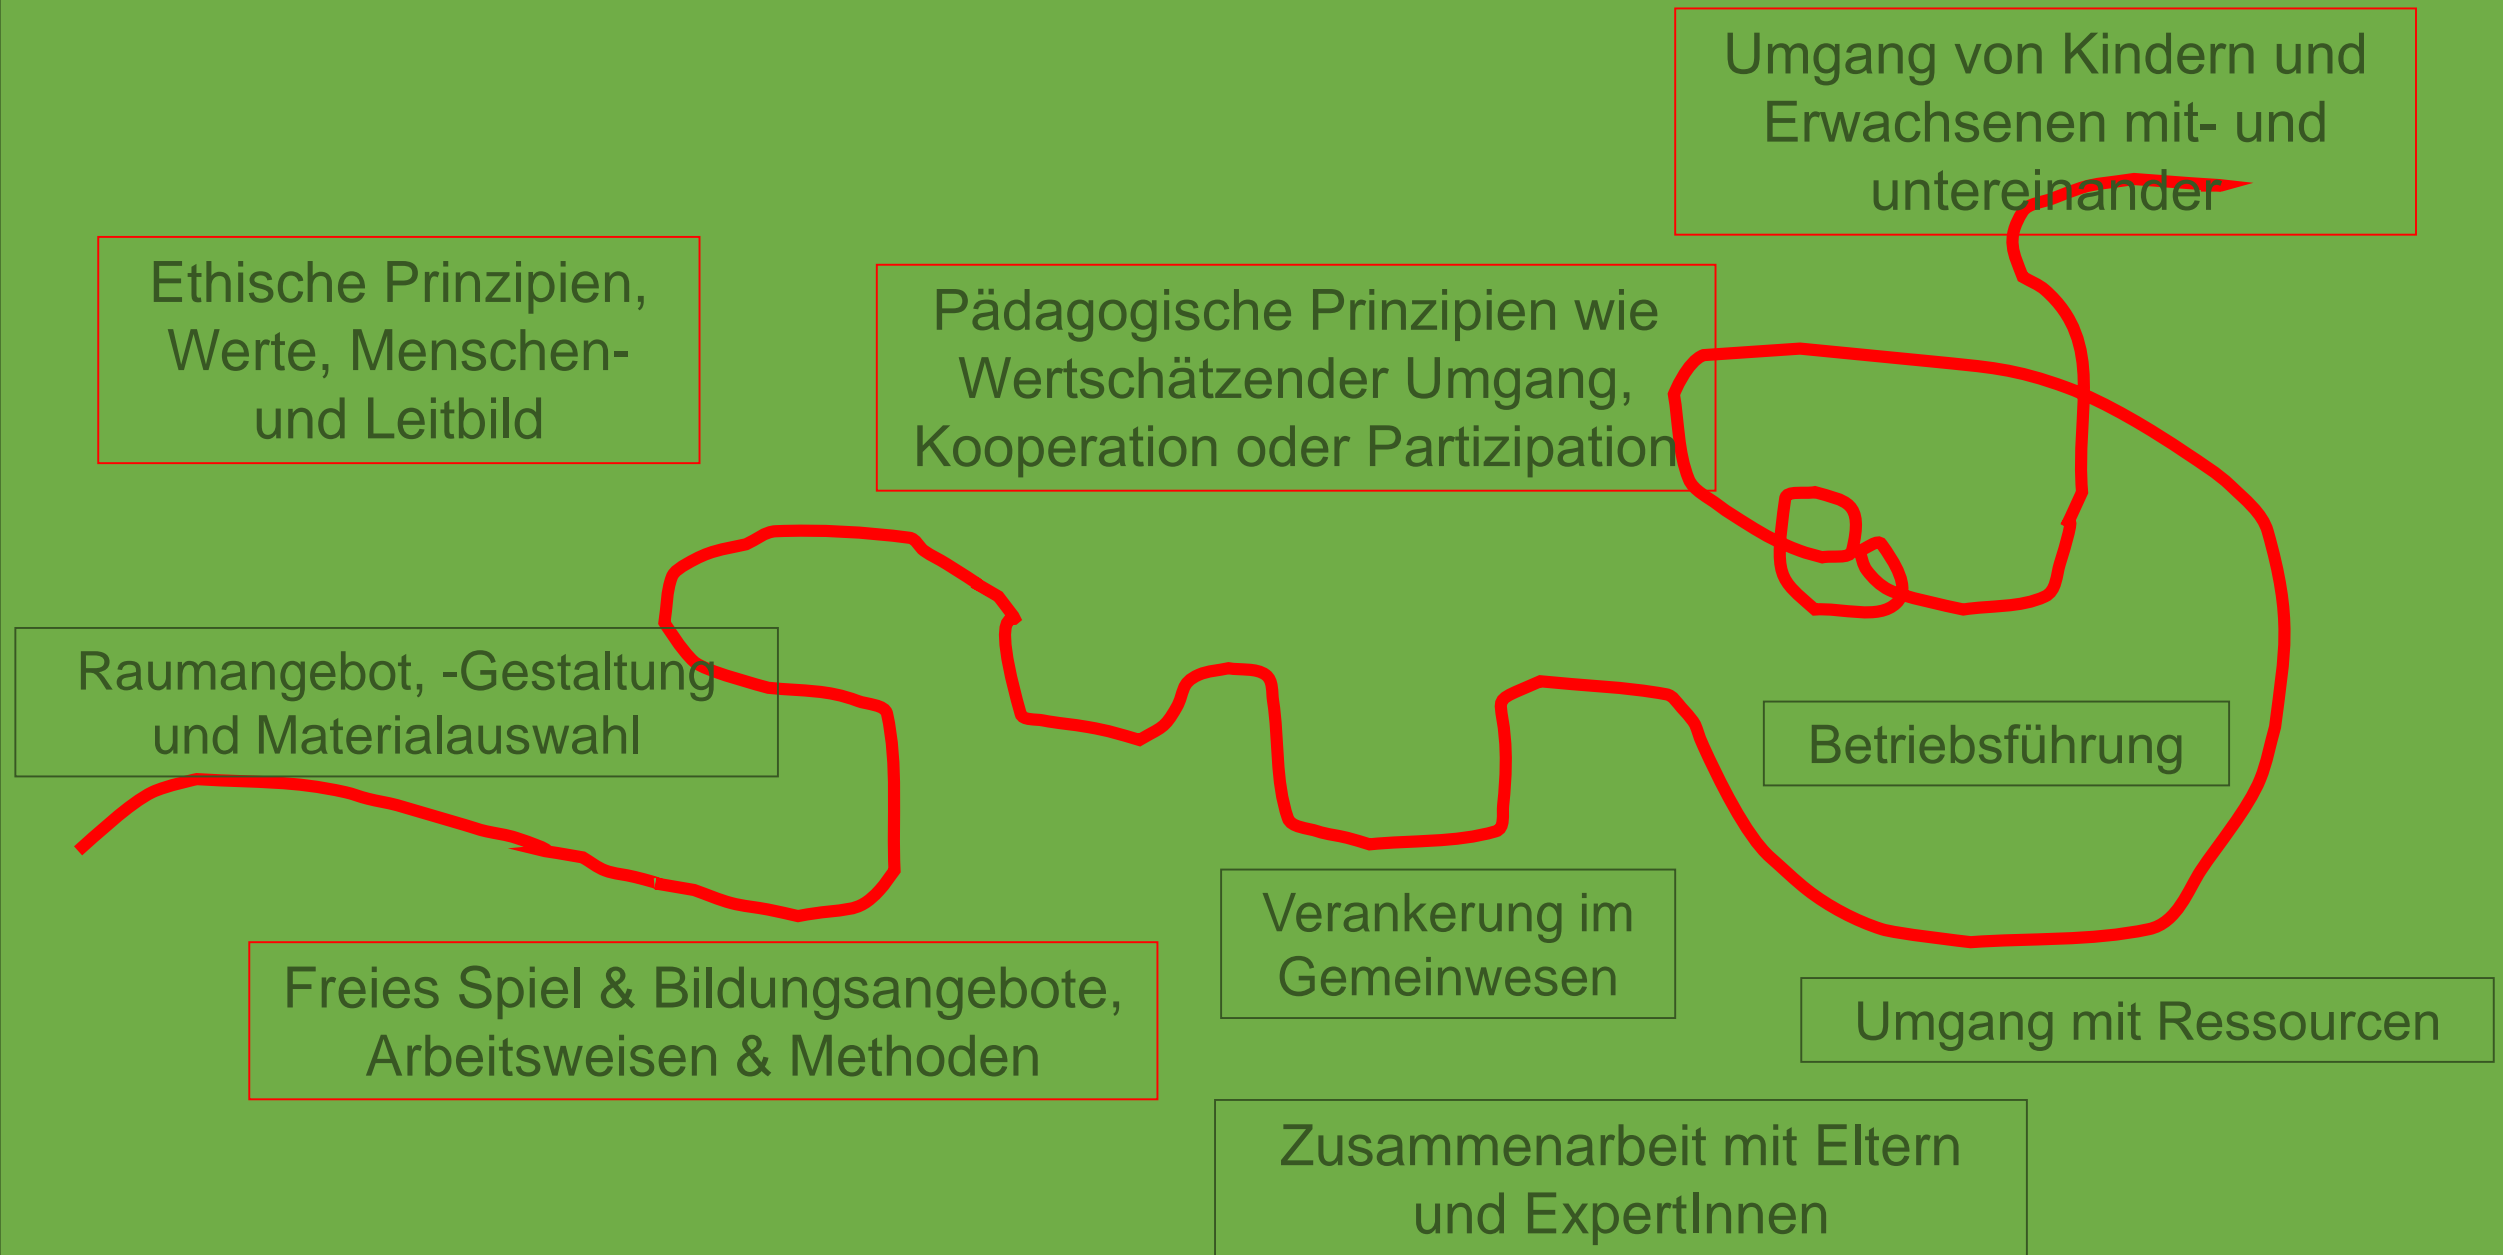 Umgang von Kindern und
Erwachsenen mit- und
untereinander
Ethische Prinzipien,
Werte, Menschen-
und Leitbild
Pädagogische Prinzipien wie
Wertschätzender Umgang,
Kooperation oder Partizipation
Raumangebot, -Gestaltung
und Materialauswahl
Betriebsführung
Verankerung im
Gemeinwesen
Freies Spiel & Bildungsangebote,
Arbeitsweisen & Methoden
Umgang mit Ressourcen
Zusammenarbeit mit Eltern
und ExpertInnen